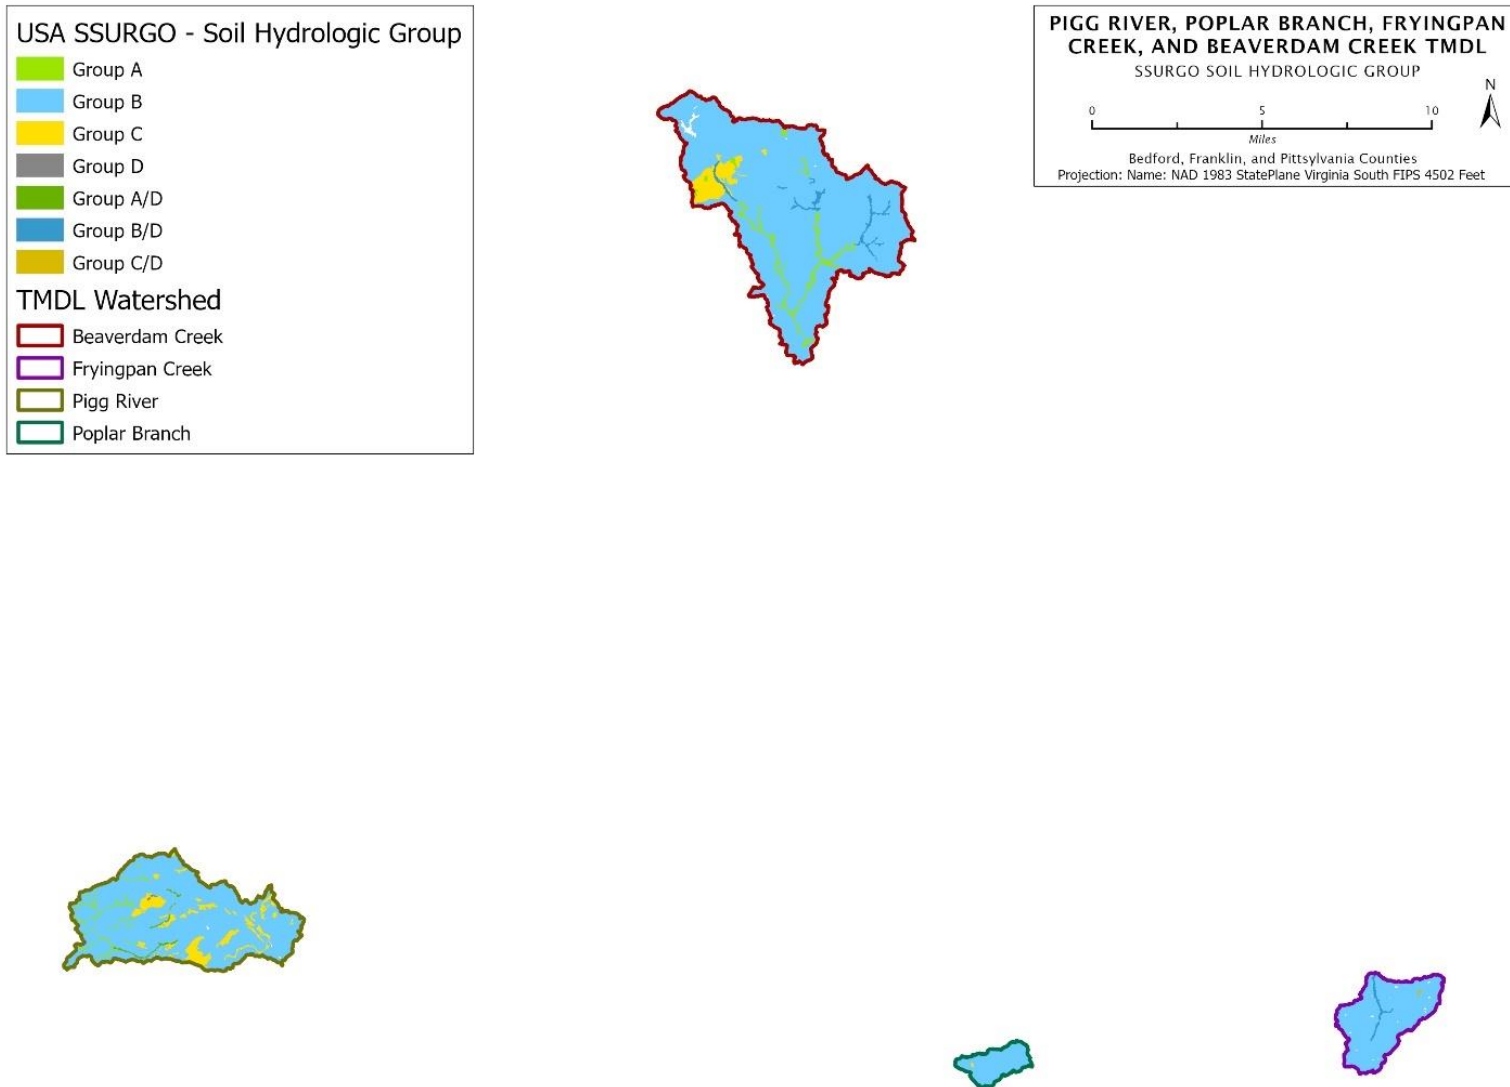 USA SSURGO - Soil Hydrologic Group
Group A
Group B
Group C
Group D
Group A/D
Group B/D
Group C/D
TMDL Watershed
Beaverdam Creek
Fryingpan Creek
Pigg River
Poplar Branch
PIGG RIVER, POPLAR BRANCH, FRYINGPAN
CREEK, AND BEAVERDAM CREEK TMDL
SSURGO SOIL HYDROLOGIC GROUP
N
0 5 10
Miles
Bedford, Franklin, and Pittsylvania Counties
Projection: Name: NAD 1983 StatePlane Virginia South FIPS 4502 Feet